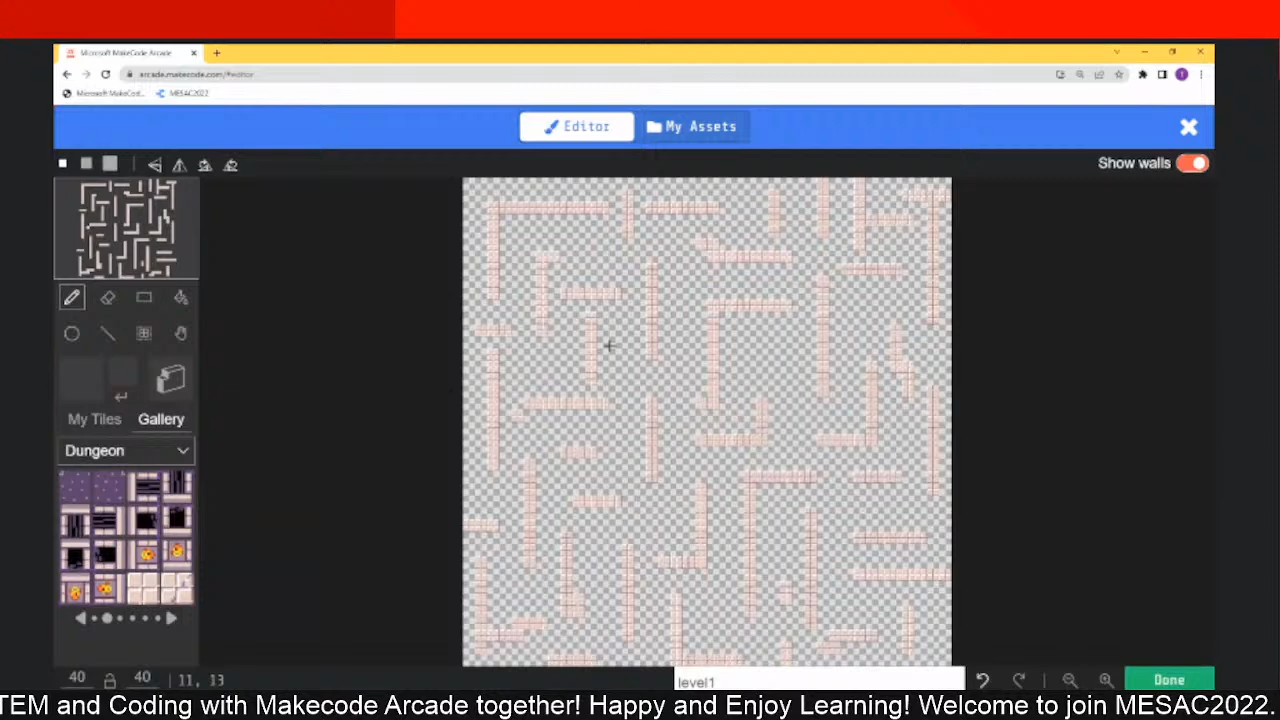 Microsoft MakeCode Arcade
arcade.makecode.com/#editor
Microsoft MakeCod... MESAC2022
Editor My Assets
Show walls
My Tiles Gallery
Dungeon
40 40 11, 13 level1 Done
TEM and Coding with Makecode Arcade together! Happy and Enjoy Learning! Welcome to join MESAC2022.